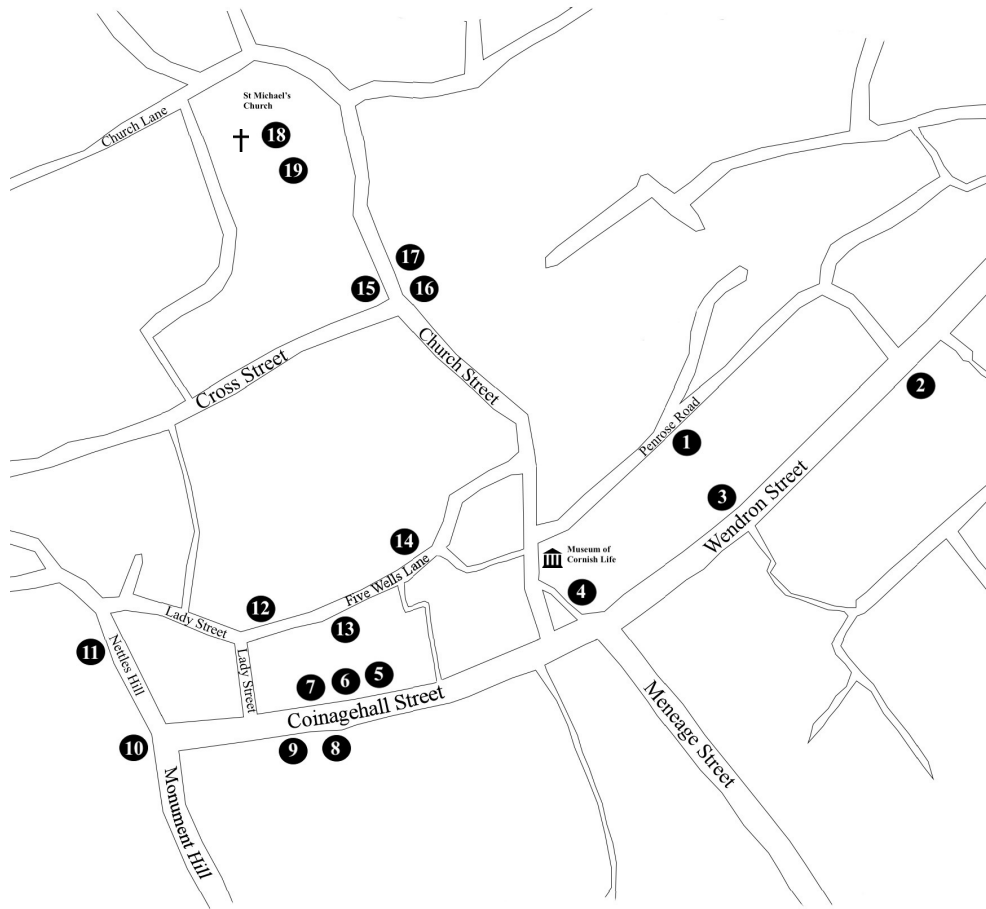 St Michael's
Church
Church Lane
18
19
17
15
16
Church Street
Cross Street
2
Penrose Road
1
3
Wendron Street
14
Museum of
Cornish Life
Five Wells Lane
4
12
Lady Street
13
11
Nettles Hill
Lady Street
7
6
5
Coinagehall Street
Meneage Street
10
9
8
Monument Hill